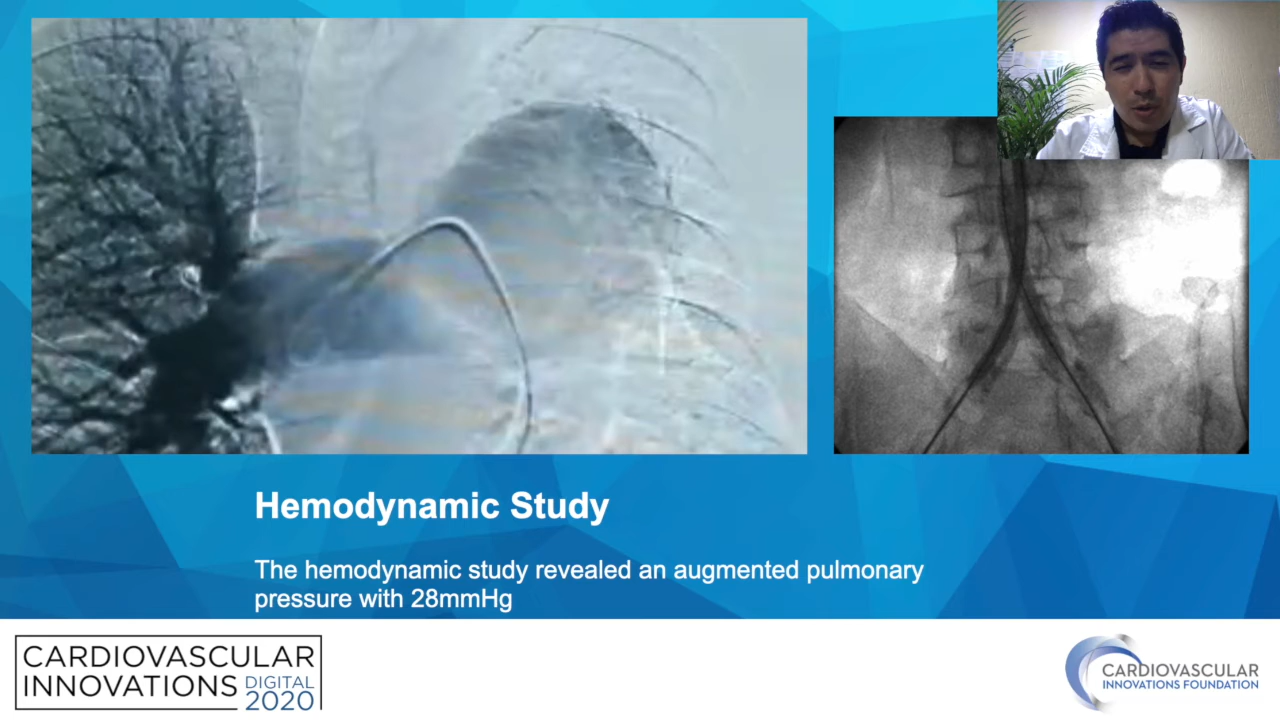 Hemodynamic Study
The hemodynamic study revealed an augmented pulmonary
pressure with 28mmHg
CARDIOVASCULAR
INNOVATIONS DIGITAL
2020
CARDIOVASCULAR
INNOVATIONS FOUNDATION